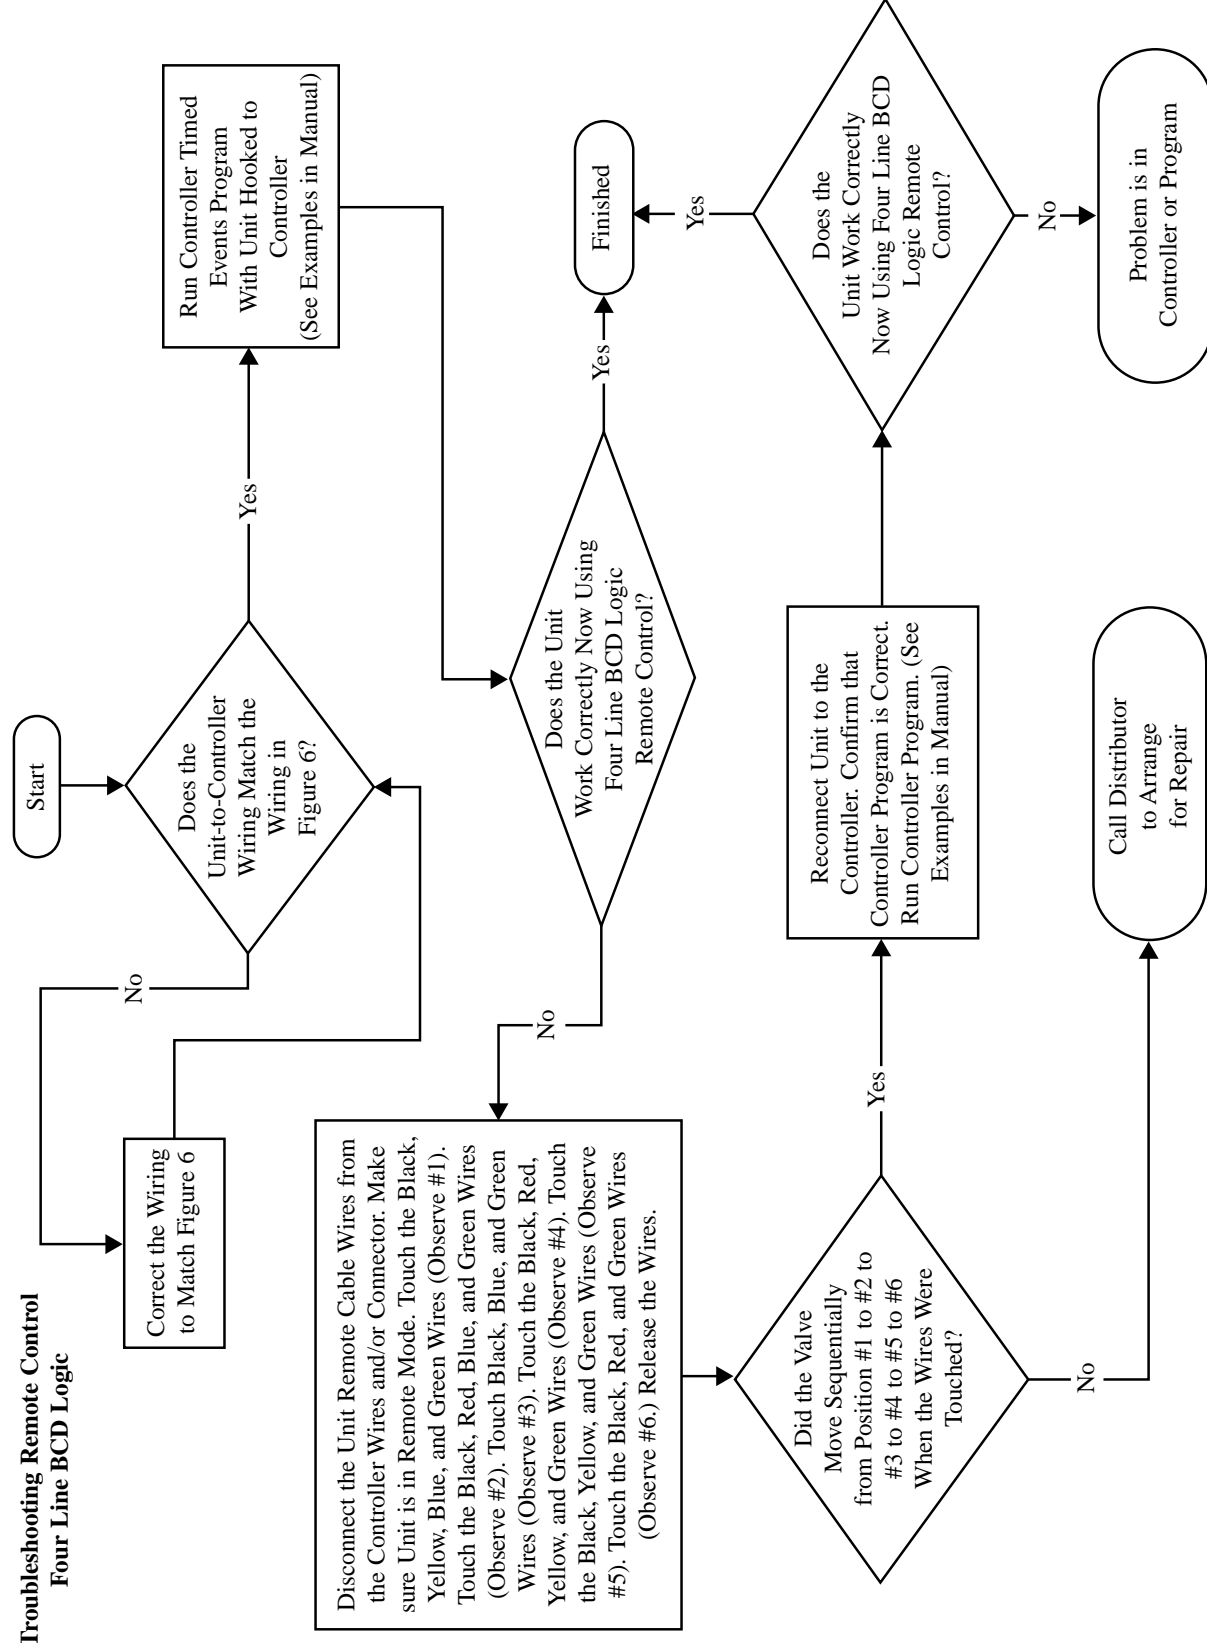 Troubleshooting Remote Control
Four Line BCD Logic
Start
Does the
Unit-to-Controller
Wiring Match the
Wiring in
Figure 6?
No
Correct the Wiring
to Match Figure 6
Yes
Run Controller Timed
Events Program
With Unit Hooked to
Controller
(See Examples in Manual)
Does the Unit
Work Correctly Now Using
Four Line BCD Logic
Remote Control?
Yes
Finished
No
Disconnect the Unit Remote Cable Wires from
the Controller Wires and/or Connector. Make
sure Unit is in Remote Mode. Touch the Black,
Yellow, Blue, and Green Wires (Observe #1).
Touch the Black, Red, Blue, and Green Wires
(Observe #2). Touch Black, Blue, and Green
Wires (Observe #3). Touch the Black, Red,
Yellow, and Green Wires (Observe #4). Touch
the Black, Yellow, and Green Wires (Observe
#5). Touch the Black, Red, and Green Wires
(Observe #6.) Release the Wires.
Did the Valve
Move Sequentially
from Position #1 to #2 to
#3 to #4 to #5 to #6
When the Wires Were
Touched?
Yes
Reconnect Unit to the
Controller. Confirm that
Controller Program is Correct.
Run Controller Program. (See
Examples in Manual)
No
Call Distributor
to Arrange
for Repair
Does the
Unit Work Correctly
Now Using Four Line BCD
Logic Remote
Control?
Yes
No
Problem is in
Controller or Program